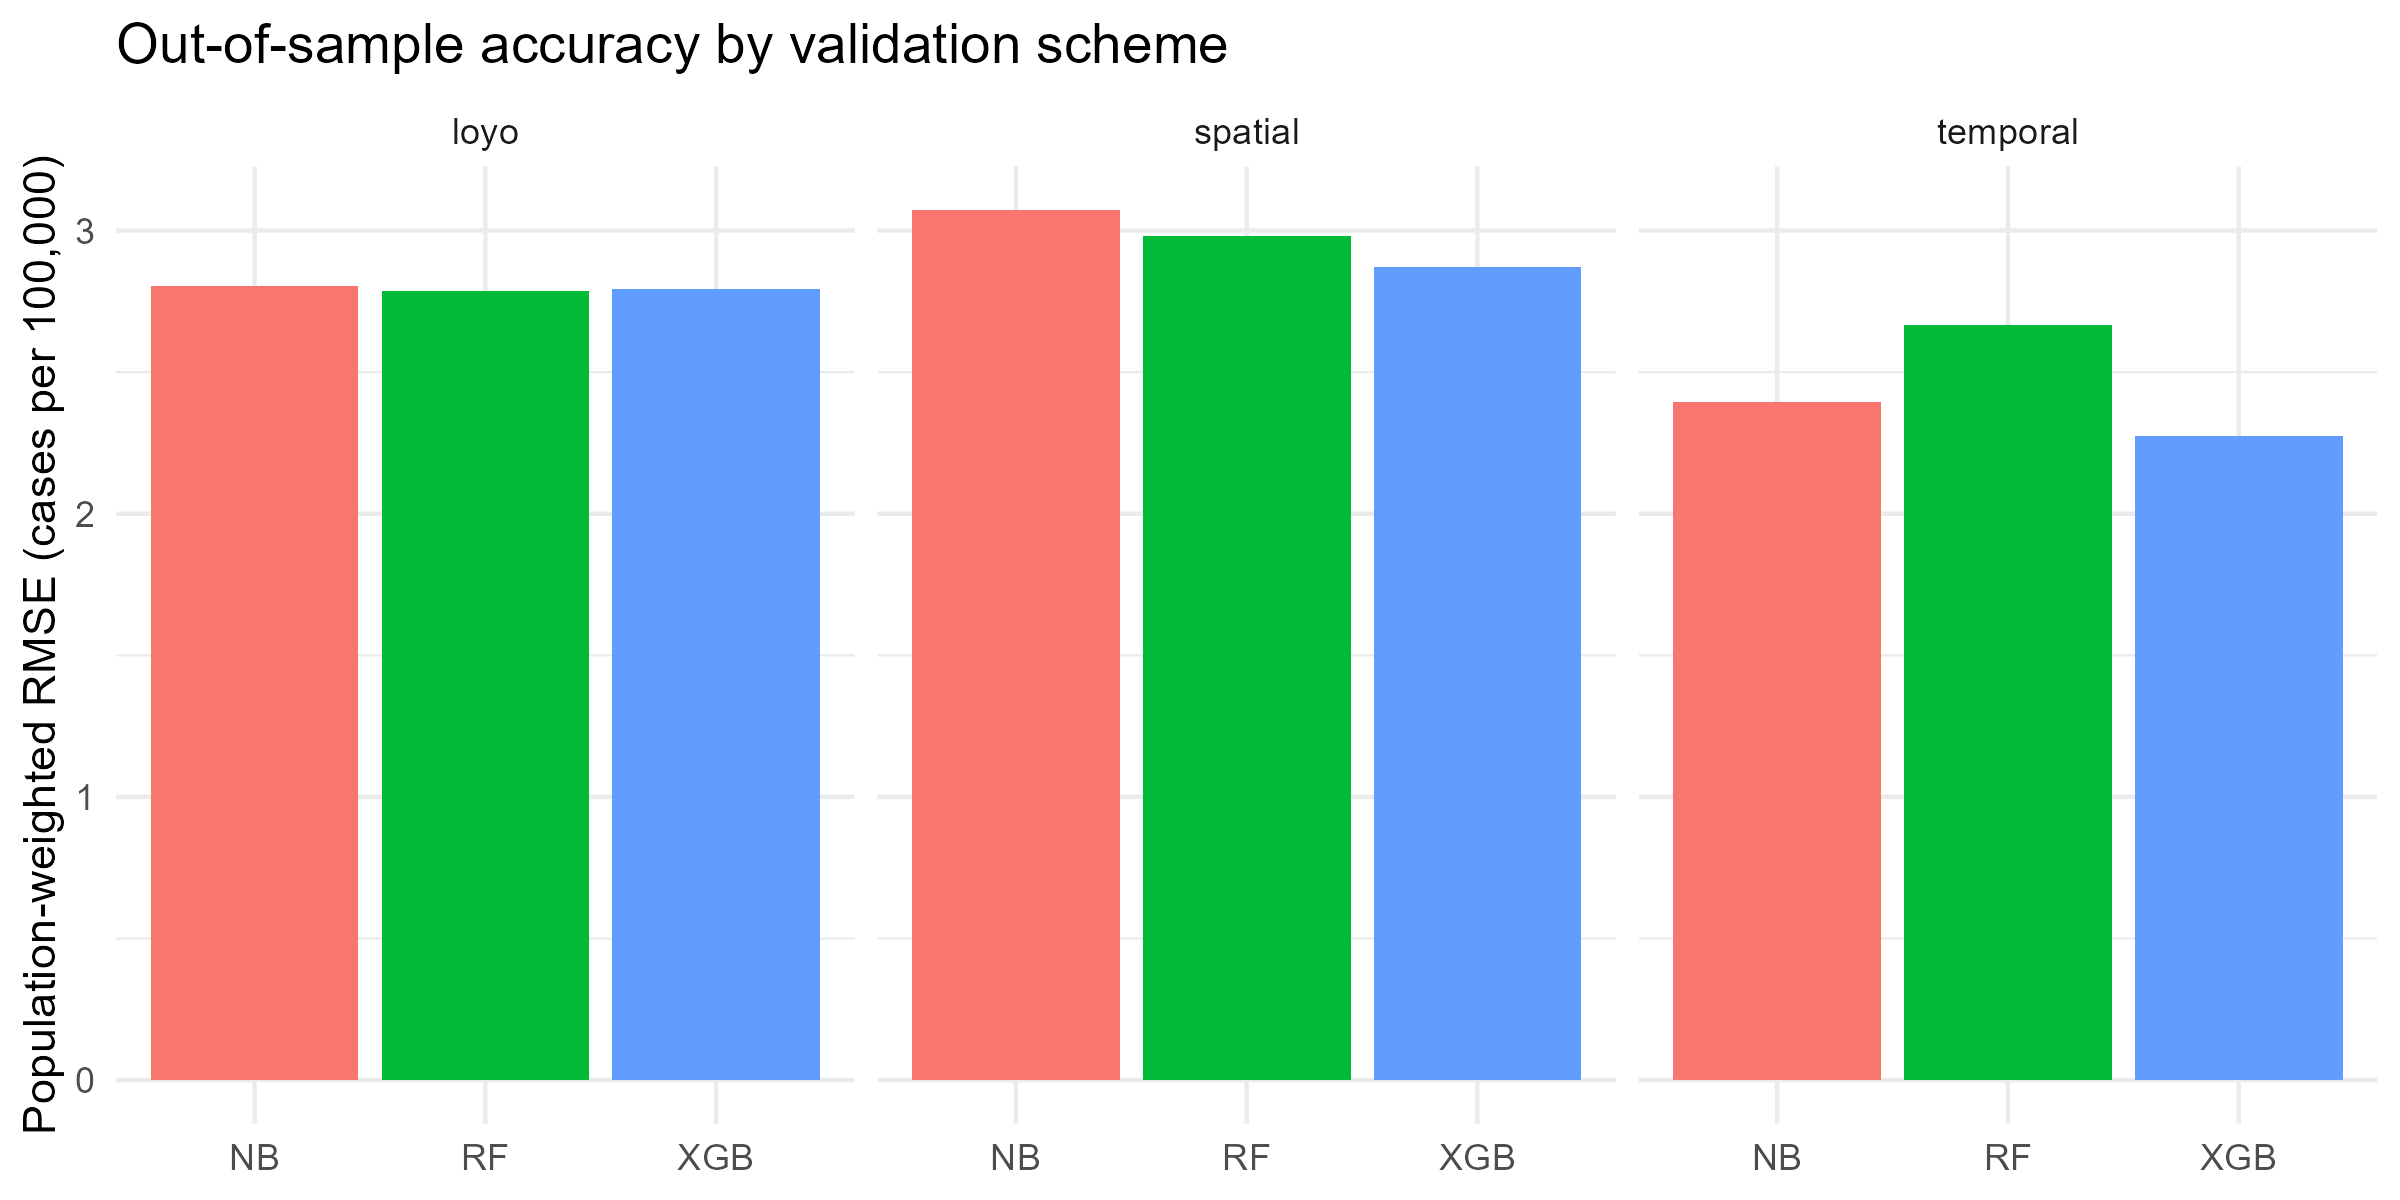 Out-of-sample accuracy by validation scheme
loyo
spatial
temporal
Population-weighted RMSE (cases per 100,000)
3
2
1
0
NB RF XGB NB RF XGB NB RF XGB